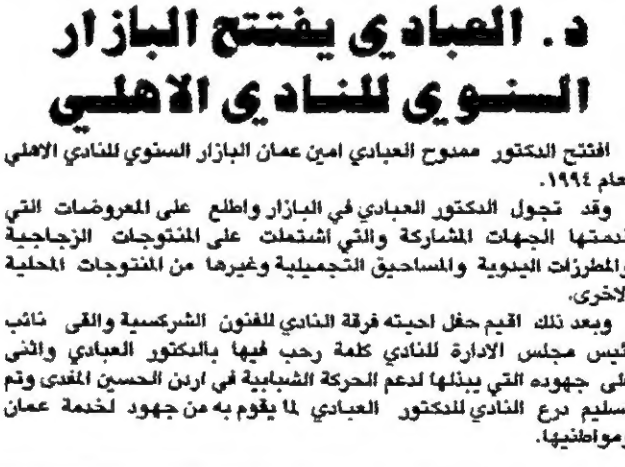 د. العبادي يفتتح البازار
السنوي للنادي الاهلي
افتتح الدكتور ممدوح العبادي امين عمان البازار السنوي للنادي الاهلي
لعام ١٩٩٤.
وقد تجول الدكتور العبادي في البازار واطلع على المعروضات التي
قدمتها الجهات المشاركة والتي اشتملت على المنتوجات الزجاجية
والمطرزات اليدوية والمساحيق التجميلية وغيرها من المنتوجات المحلية
الاخرى.
وبعد ذلك اقيم حفل احيته فرقة النادي للفنون الشركسية والقى نائب
رئيس مجلس الادارة للنادي كلمة رحب فيها بالدكتور العبادي واثنى
على جهوده التي يبذلها لدعم الحركة الشبابية في اردن الحسين المفدى وتم
تسليم درع النادي للدكتور العبادي لما يقوم به من جهود لخدمة عمان
ومواطنيها.